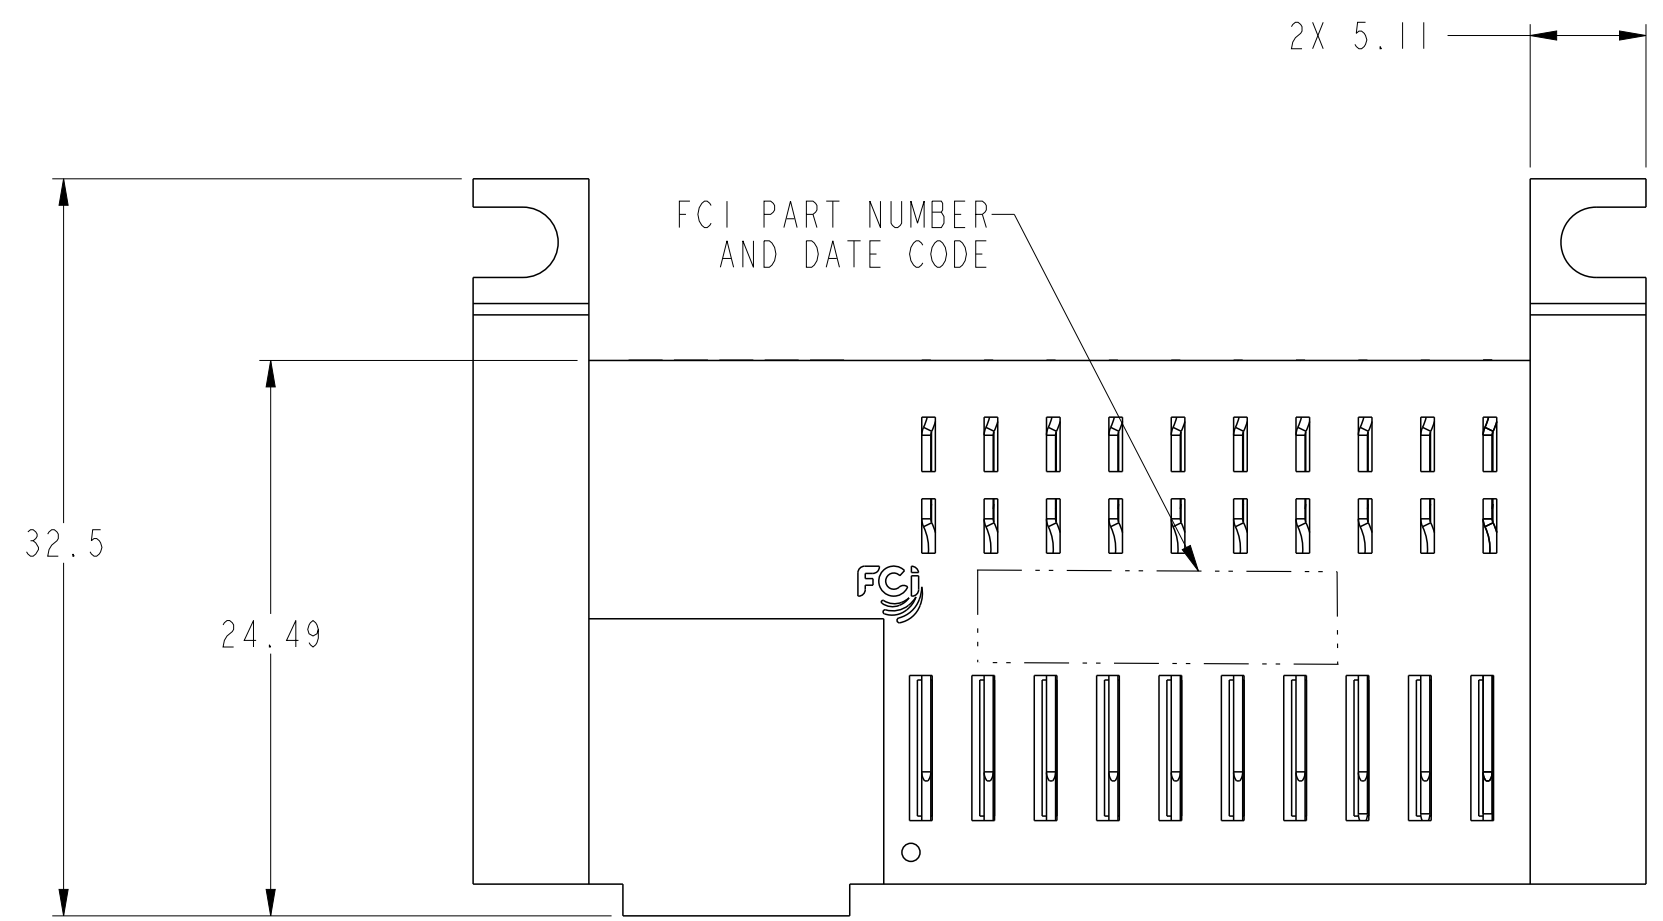 2X 5.11
FCI PART NUMBER
AND DATE CODE
32.5
FCi
24.49